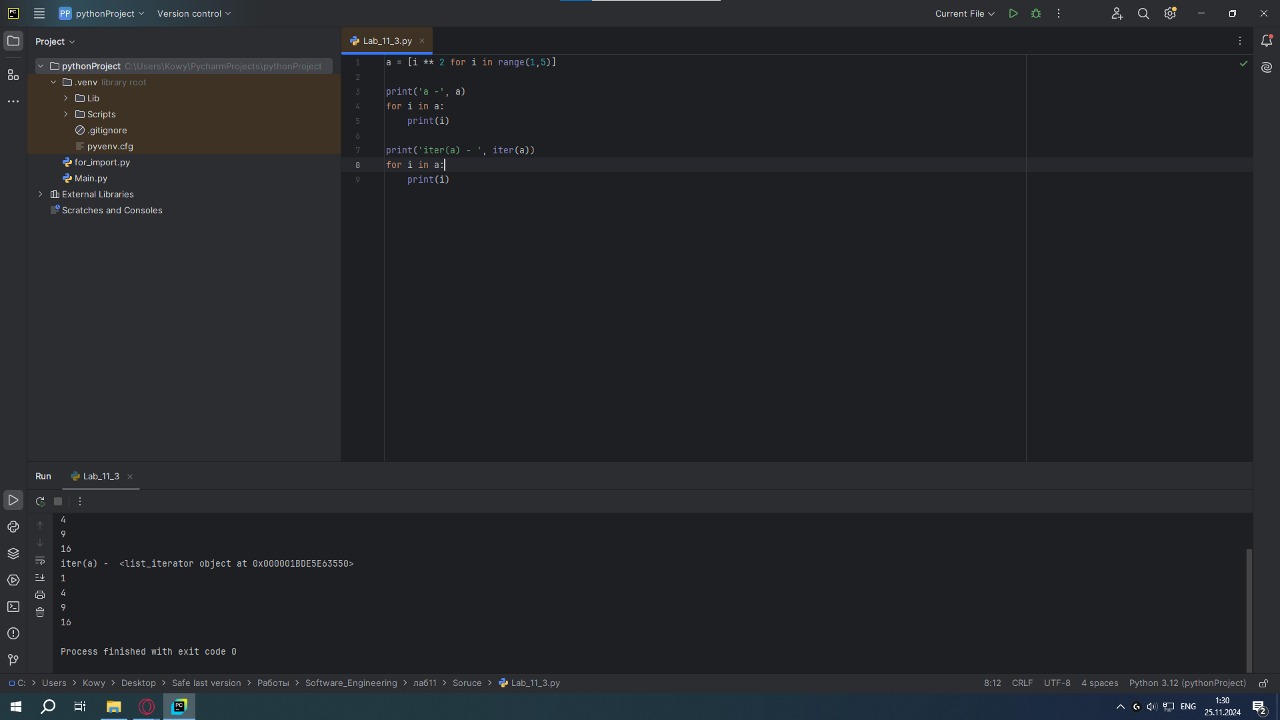 PP pythonProject Version control Current File
Project
Lab_11_3.py
pythonProject C:\Users\Kowy\PycharmProjects\pythonProject
.venv library root
Lib
Scripts
.gitignore
pyvenv.cfg
for_import.py
Main.py
External Libraries
Scratches and Consoles
1 a = [i ** 2 for i in range(1,5)]
2
3 print('a -', a)
4 for i in a:
5 print(i)
6
7 print('iter(a) - ', iter(a))
8 for i in a:
9 print(i)
Run Lab_11_3
4
9
16
iter(a) -  <list_iterator object at 0x000001BDE5E63550>
1
4
9
16
Process finished with exit code 0
C: > Users > Kowy > Desktop > Safe last version > Работы > Software_Engineering > лаб11 > Soruce > Lab_11_3.py 8:12 CRLF UTF-8 4 spaces Python 3.12 (pythonProject)
PC ENG 1:30
25.11.2024 2